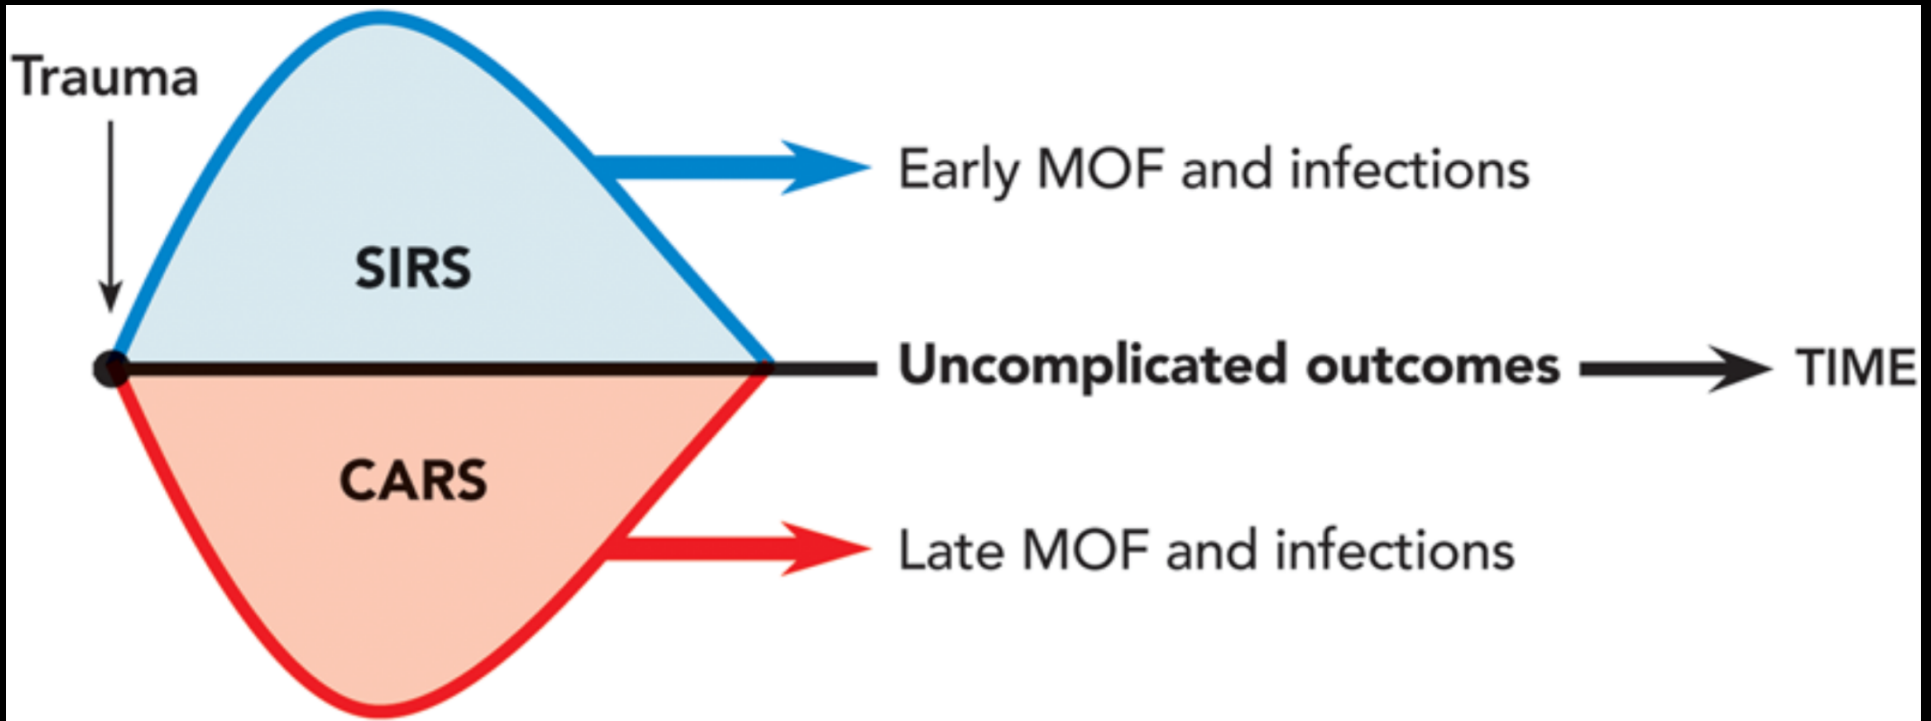 Trauma
Early MOF and infections
SIRS
Uncomplicated outcomes
TIME
CARS
Late MOF and infections